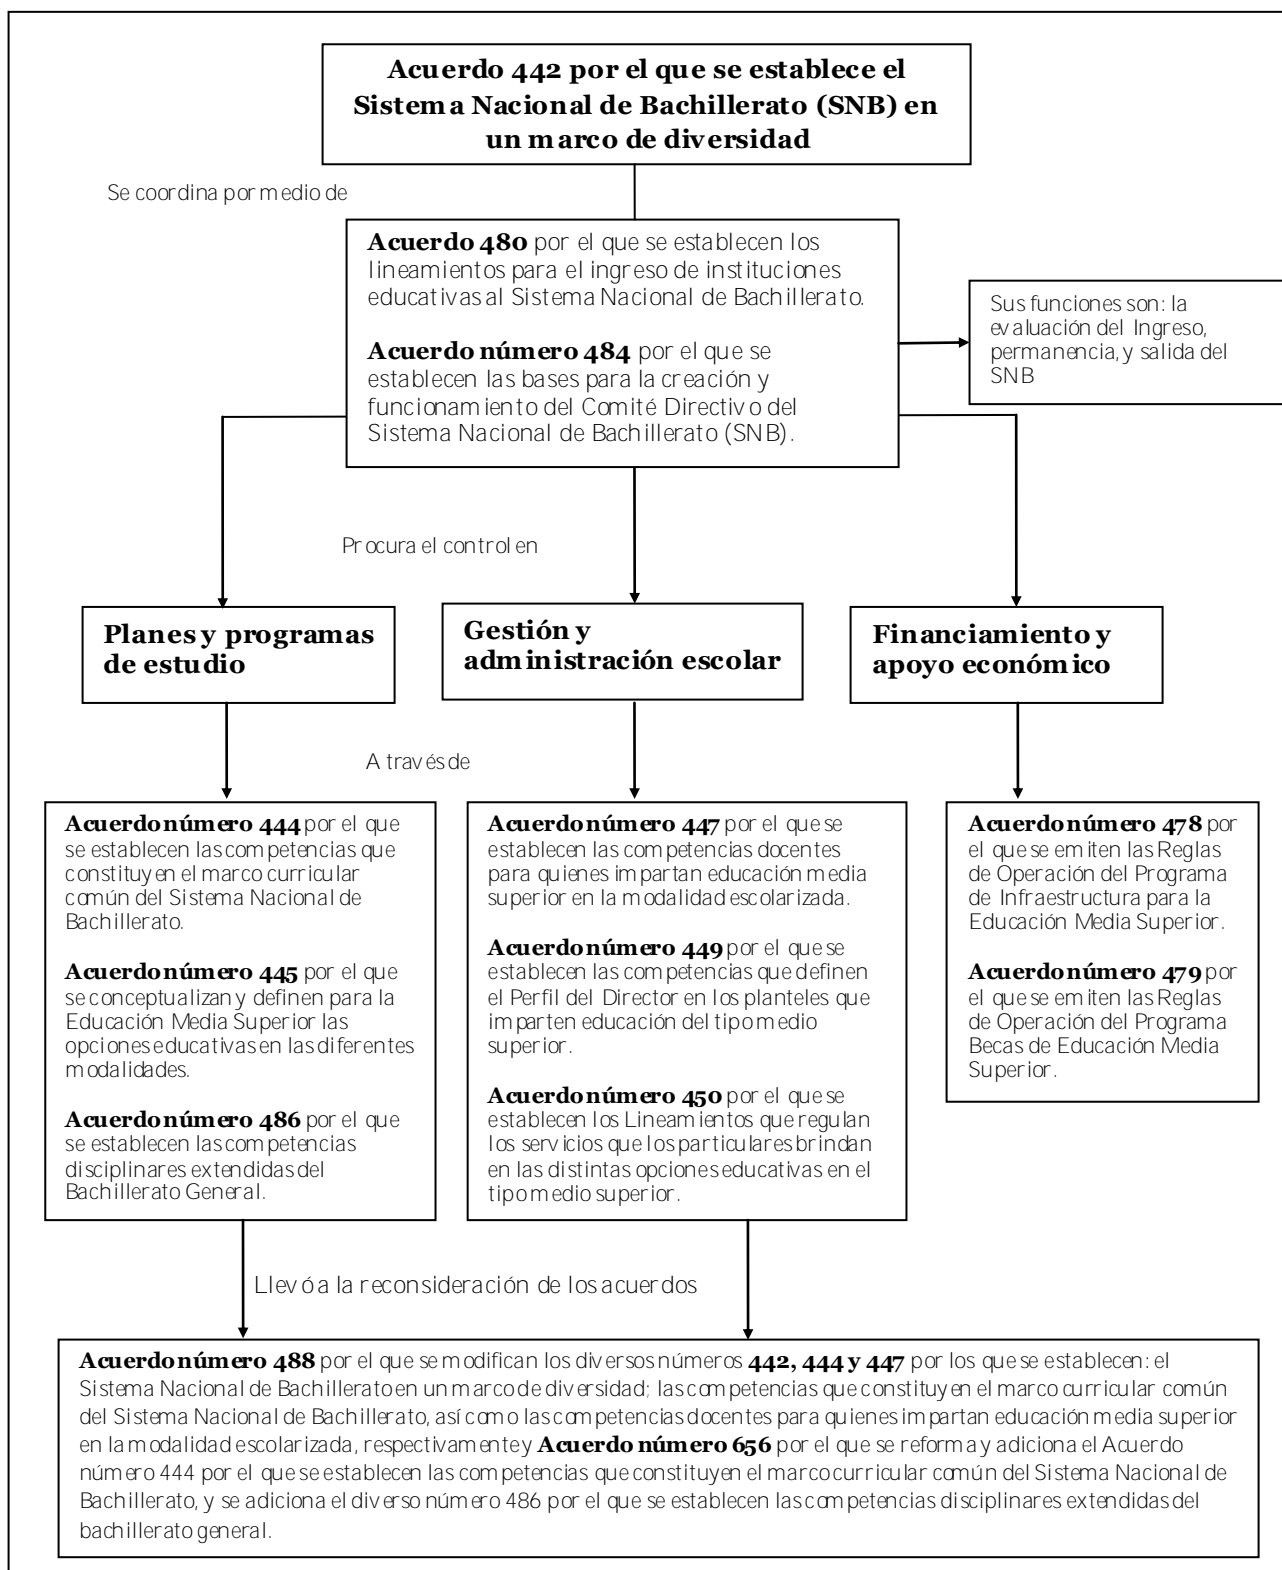 Acuerdo 442 por el que se establece el
Sistema Nacional de Bachillerato (SNB) en
un marco de diversidad
Se coordina por medio de
Acuerdo 480 por el que se establecen los
lineamientos para el ingreso de instituciones
educativas al Sistema Nacional de Bachillerato.
Acuerdo número 484 por el que se
establecen las bases para la creación y
funcionamiento del Comité Directivo del
Sistema Nacional de Bachillerato (SNB).
Sus funciones son: la
evaluación del Ingreso,
permanencia, y salida del
SNB
Procura el control en
Planes y programas
de estudio
Gestión y
administración escolar
Financiamiento y
apoyo económico
A través de
Acuerdo número 444 por el que
se establecen las competencias que
constituyen el marco curricular
común del Sistema Nacional de
Bachillerato.
Acuerdo número 445 por el que
se conceptualizan y definen para la
Educación Media Superior las
opciones educativas en las diferentes
modalidades.
Acuerdo número 486 por el que
se establecen las competencias
disciplinares extendidas del
Bachillerato General.
Acuerdo número 447 por el que se
establecen las competencias docentes
para quienes impartan educación media
superior en la modalidad escolarizada.
Acuerdo número 449 por el que se
establecen las competencias que definen
el Perfil del Director en los planteles que
imparten educación del tipo medio
superior.
Acuerdo número 450 por el que se
establecen los Lineamientos que regulan
los servicios que los particulares brindan
en las distintas opciones educativas en el
tipo medio superior.
Acuerdo número 478 por
el que se emiten las Reglas
de Operación del Programa
de Infraestructura para la
Educación Media Superior.
Acuerdo número 479 por
el que se emiten las Reglas
de Operación del Programa
Becas de Educación Media
Superior.
Llevó a la reconsideración de los acuerdos
Acuerdo número 488 por el que se modifican los diversos números 442, 444 y 447 por los que se establecen: el
Sistema Nacional de Bachillerato en un marco de diversidad; las competencias que constituyen el marco curricular común
del Sistema Nacional de Bachillerato, así como las competencias docentes para quienes impartan educación media superior
en la modalidad escolarizada, respectivamente y Acuerdo número 656 por el que se reforma y adiciona el Acuerdo
número 444 por el que se establecen las competencias que constituyen el marco curricular común del Sistema Nacional de
Bachillerato, y se adiciona el diverso número 486 por el que se establecen las competencias disciplinares extendidas del
bachillerato general.